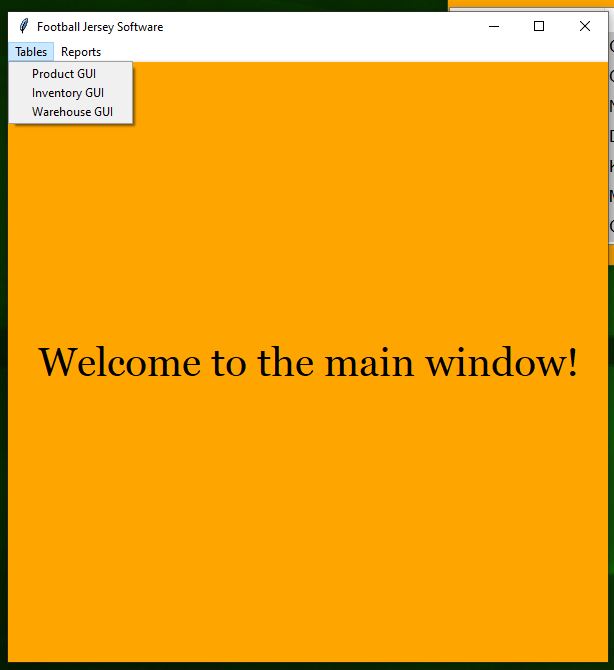 Football Jersey Software
Tables Reports
Product GUI
Inventory GUI
Warehouse GUI
Welcome to the main window!